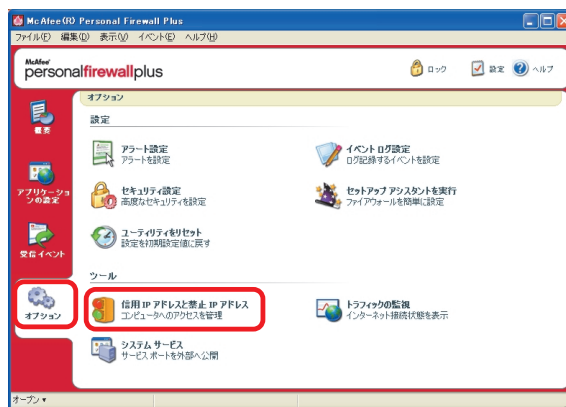 McAfee(R) Personal Firewall Plus
ファイル(F) 編集(D) 表示(V) イベント(E) ヘルプ(H)
McAfee
personalfirewallplus
ロック 設定 ヘルプ
オプション
概要
アプリケーションの設定
受信イベント
オプション
設定
アラート設定
アラートを設定
イベント ログ設定
ログ記録するイベントを設定
セキュリティ設定
高度なセキュリティを設定
セットアップ アシスタントを実行
ファイアウォールを簡単に設定
ユーティリティをリセット
設定を初期設定値に戻す
ツール
信用 IP アドレスと禁止 IP アドレス
コンピュータへのアクセスを管理
トラフィックの監視
インターネット接続状態を表示
システム サービス
サービス ポートを外部へ公開
オープン